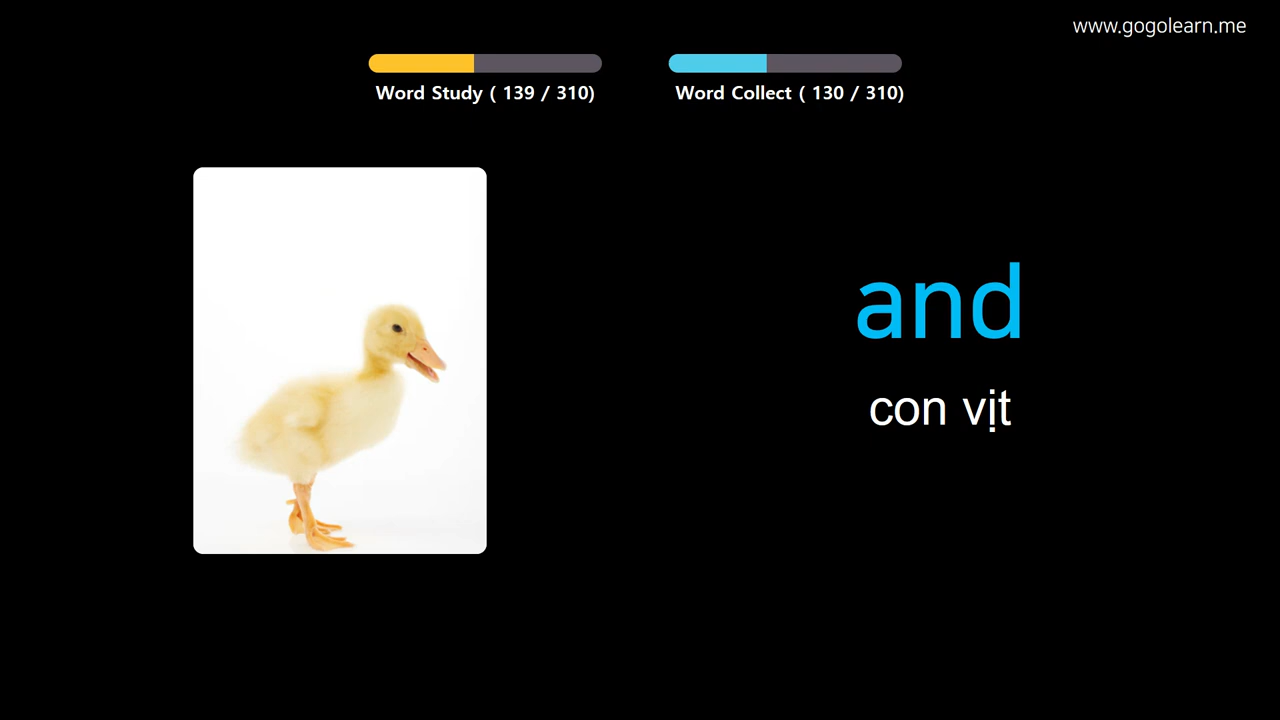 www.gogolearn.me
Word Study ( 139 / 310)
Word Collect ( 130 / 310)
and
con vịt